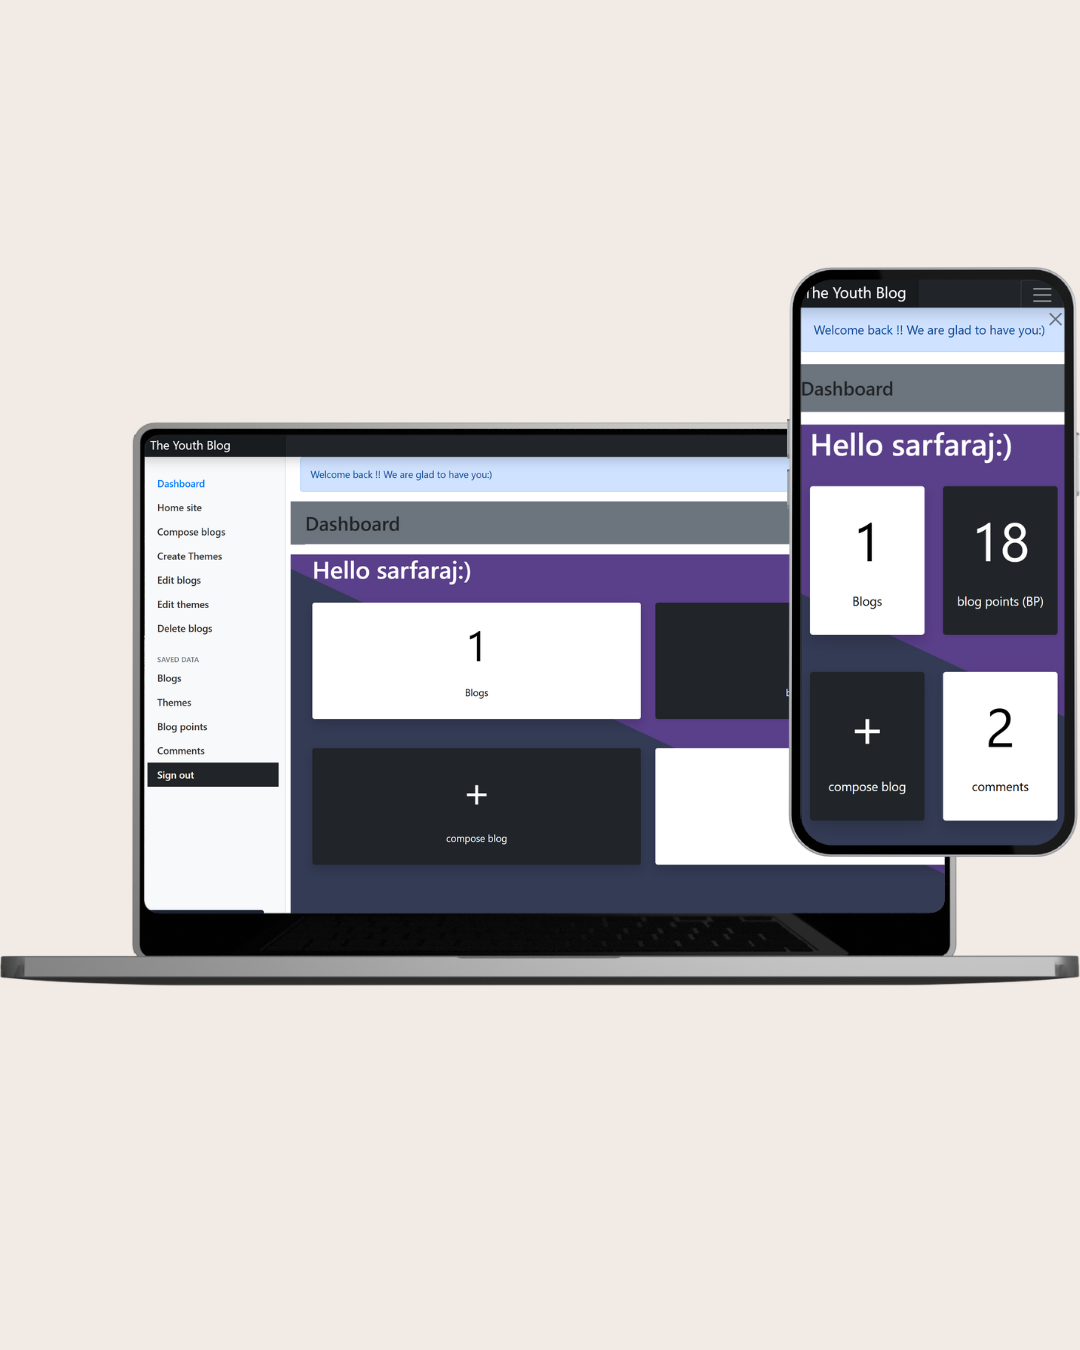 The Youth Blog
Welcome back !! We are glad to have you:)
Dashboard
Home site
Compose blogs
Create Themes
Edit blogs
Edit themes
Delete blogs
SAVED DATA
Blogs
Themes
Blog points
Comments
Sign out
Dashboard
Hello sarfaraj:)
1
Blogs
+
compose blog
The Youth Blog
Welcome back !! We are glad to have you:)
Dashboard
Hello sarfaraj:)
1
Blogs
18
blog points (BP)
+
compose blog
2
comments